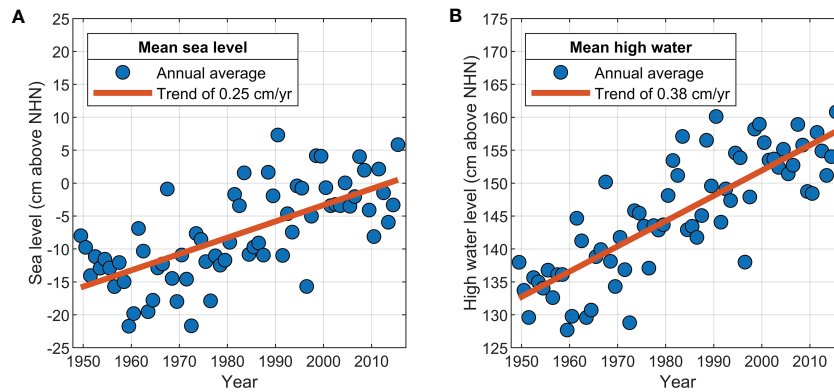 A
Mean sea level
Annual average
Trend of 0.25 cm/yr
Sea level (cm above NHN)
25
20
15
10
5
0
-5
-10
-15
-20
-25
1950 1960 1970 1980 1990 2000 2010
Year
B
Mean high water
Annual average
Trend of 0.38 cm/yr
High water level (cm above NHN)
175
170
165
160
155
150
145
140
135
130
125
1950 1960 1970 1980 1990 2000 2010
Year